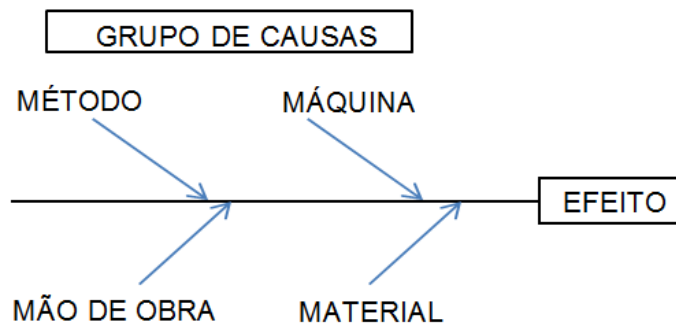 GRUPO DE CAUSAS
MÉTODO
MÁQUINA
EFEITO
MÃO DE OBRA
MATERIAL